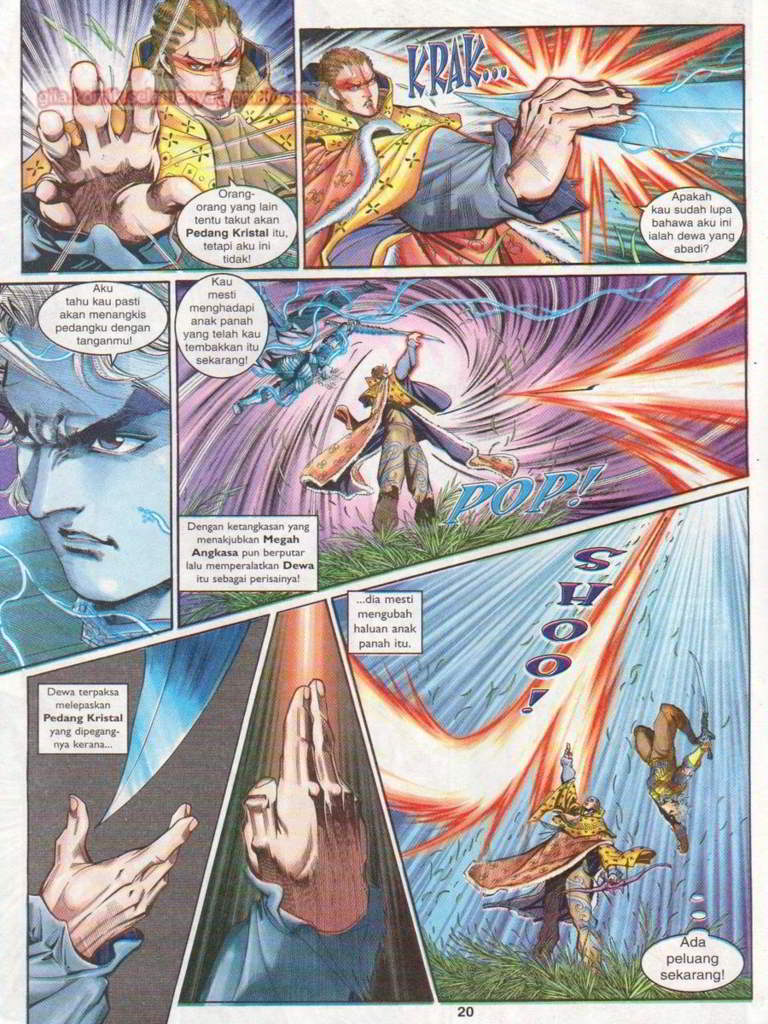 Orang-
orang yang lain
tentu takut akan
Pedang Kristal itu,
tetapi aku ini
tidak!
KRAK...
Apakah
kau sudah lupa
bahawa aku ini
ialah dewa yang
abadi?
Aku
tahu kau pasti
akan menangkis
pedangku dengan
tanganmu!
Kau
mesti
menghadapi
anak panah
yang telah kau
tembakkan itu
sekarang!
POP!
Dengan ketangkasan yang
menakjubkan Megah
Angkasa pun berputar
lalu memperalatkan Dewa
itu sebagai perisainya!
Dewa terpaksa
melepaskan
Pedang Kristal
yang dipegang-
nya kerana...
...dia mesti
mengubah
haluan anak
panah itu.
SHOO!
Ada
peluang
sekarang!
20